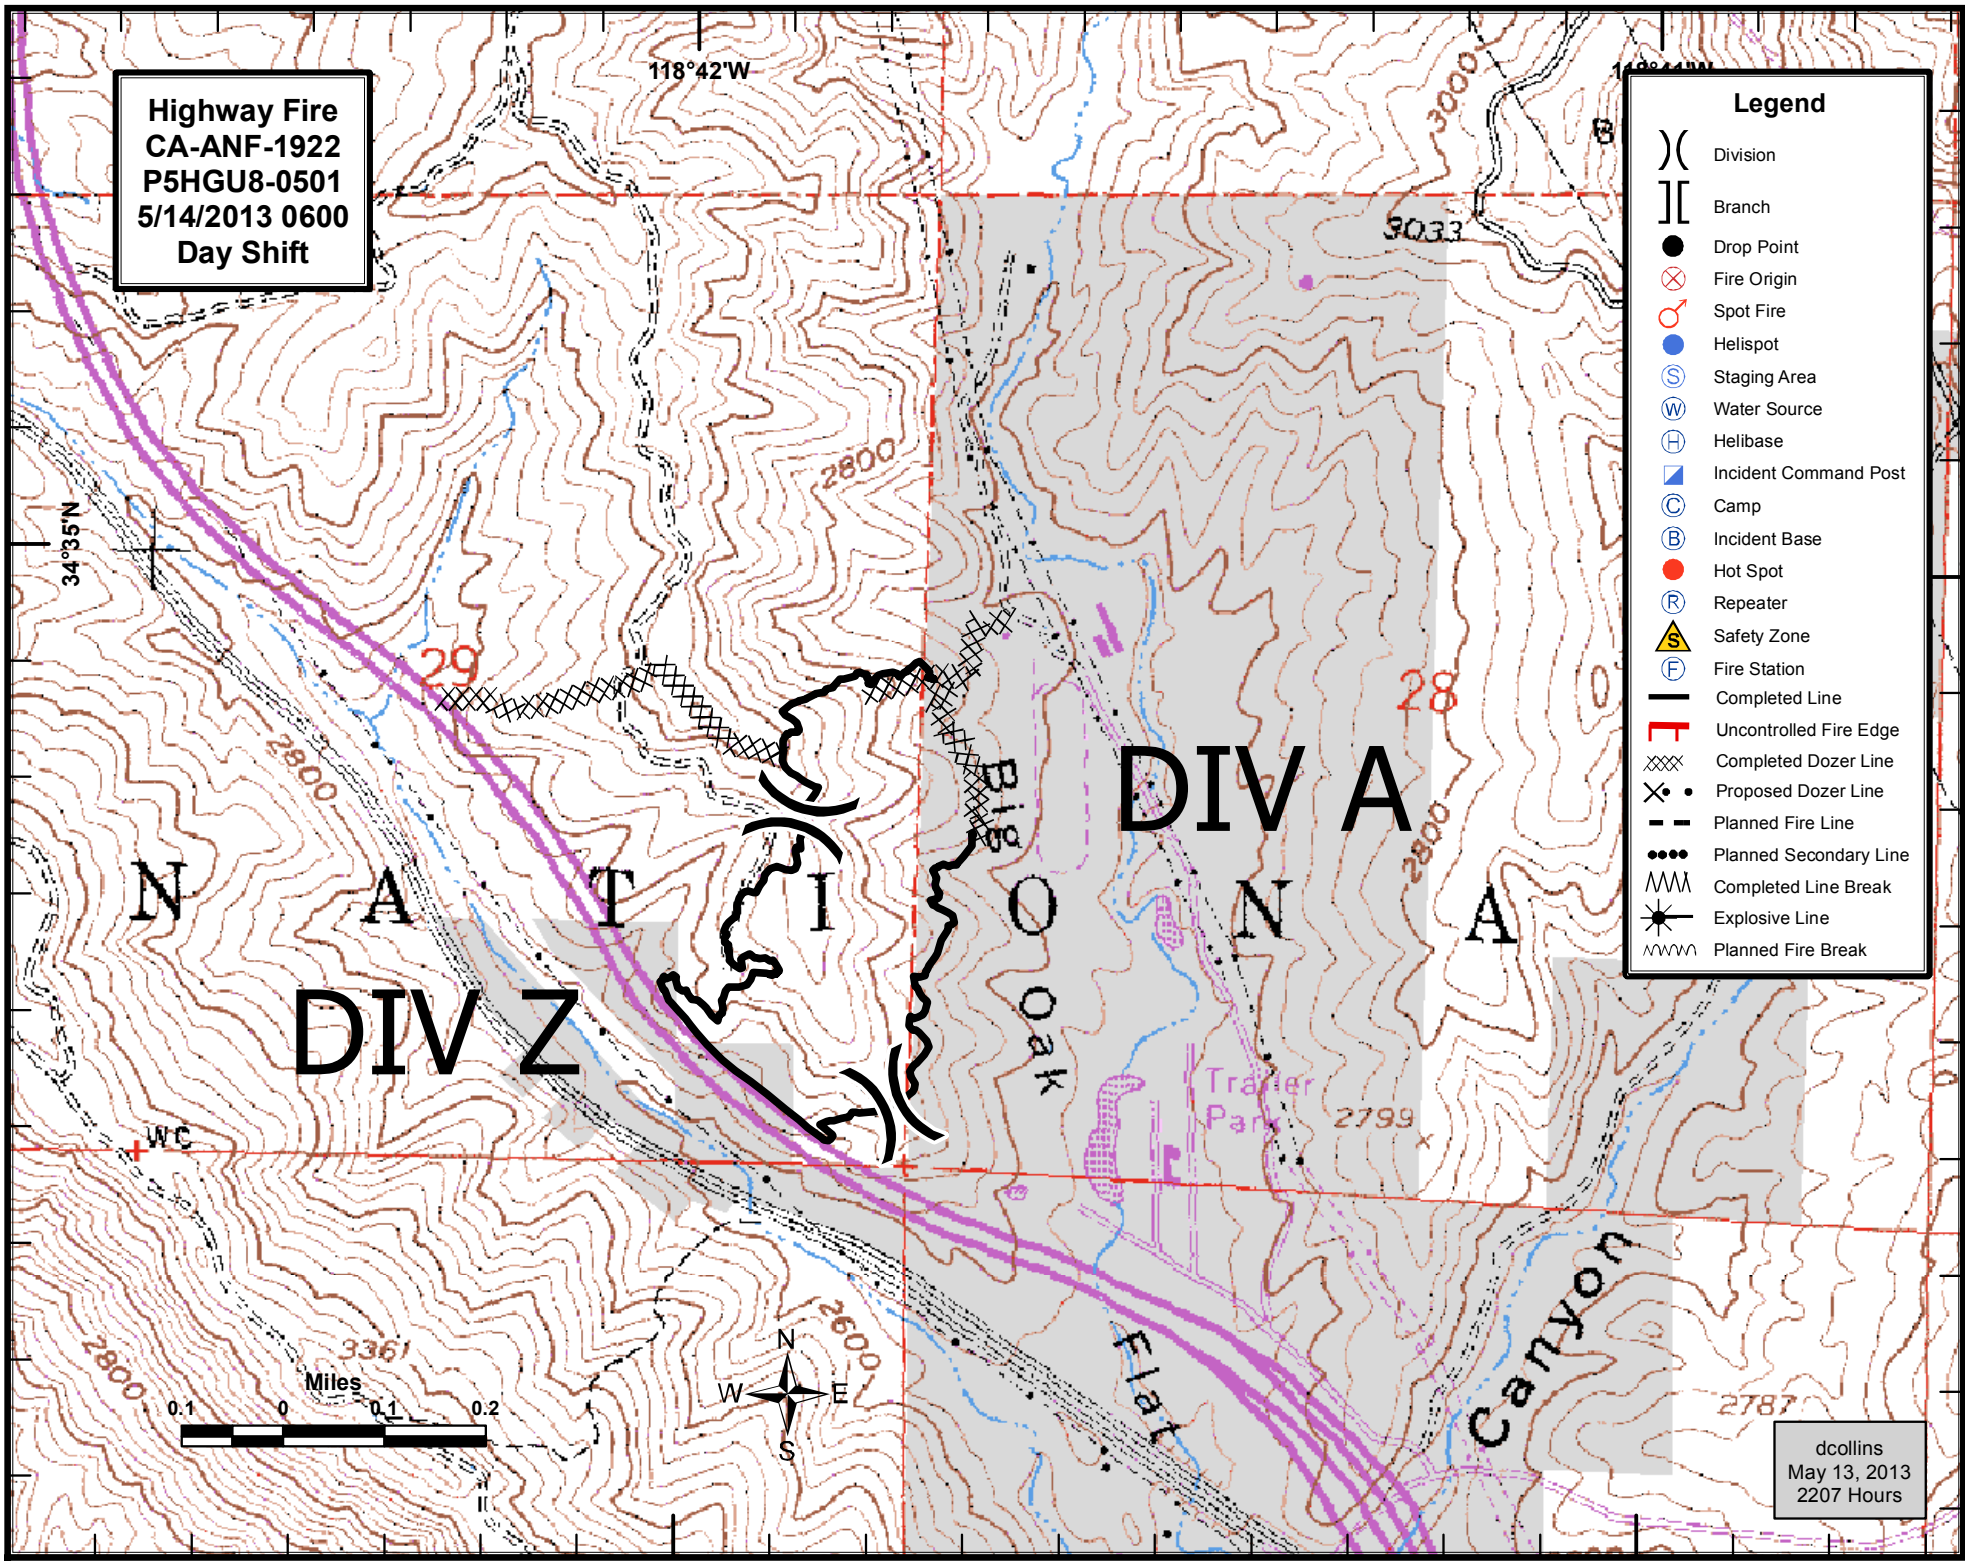 118°42'W
Highway Fire
CA-ANF-1922
P5HGU8-0501
5/14/2013 0600
Day Shift
3000
3033
2800
34°35'N
29
28
2800
2800
Big
DIV A
N A T I O N A
DIV Z
Oak
Trailer
Park
2799
WC
Flat
Canyon
2600
3361
2800
2787
Miles
0.1 0 0.1 0.2
N
W E
S
Legend
Division
Branch
Drop Point
Fire Origin
Spot Fire
Helispot
S Staging Area
W Water Source
H Helibase
Incident Command Post
C Camp
B Incident Base
Hot Spot
R Repeater
S Safety Zone
F Fire Station
Completed Line
Uncontrolled Fire Edge
Completed Dozer Line
Proposed Dozer Line
Planned Fire Line
Planned Secondary Line
Completed Line Break
Explosive Line
Planned Fire Break
dcollins
May 13, 2013
2207 Hours